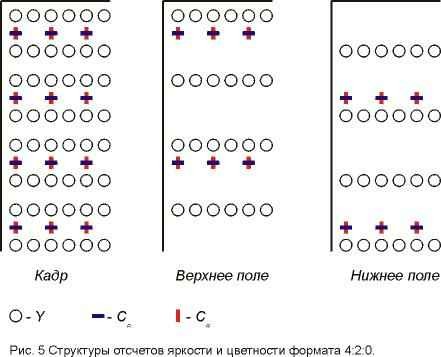 Кадр Верхнее поле Нижнее поле
- Y - C - C
Рис. 5 Структуры отсчетов яркости и цветности формата 4:2:0.